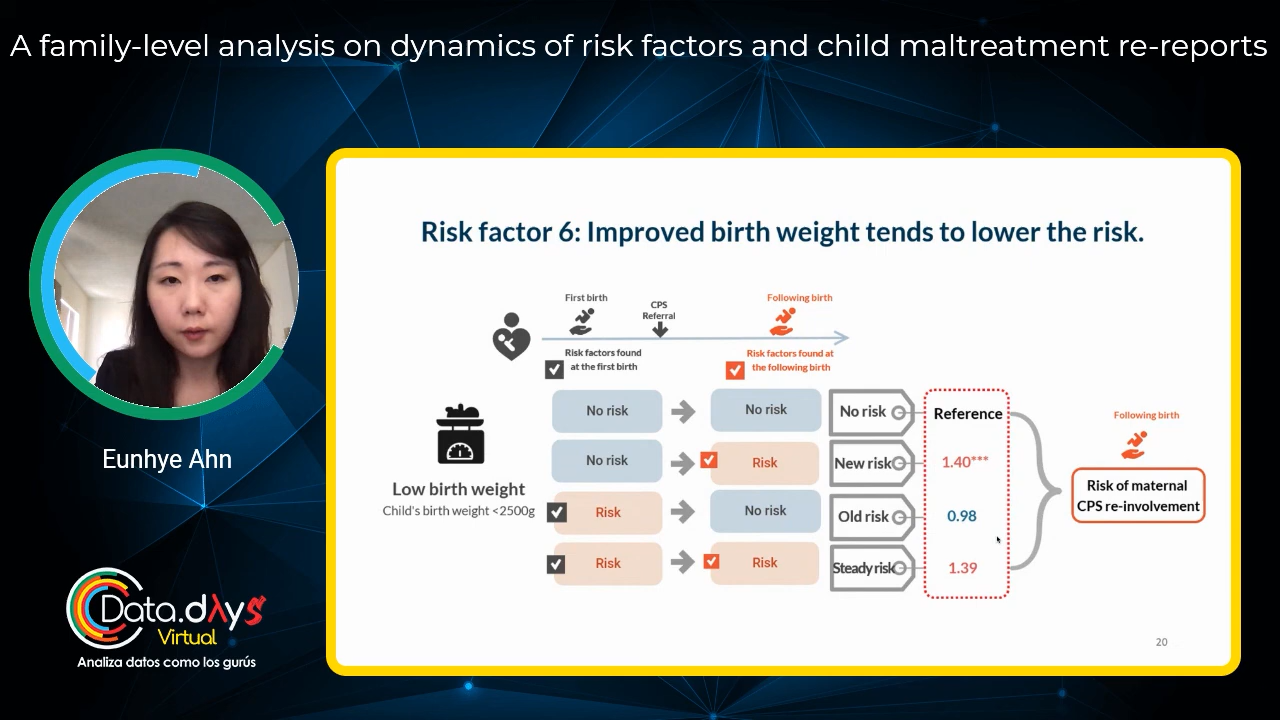 A family-level analysis on dynamics of risk factors and child maltreatment re-reports
Eunhye Ahn
Data.dAys
Virtual
Analiza datos como los gurús
Risk factor 6: Improved birth weight tends to lower the risk.
First birth
CPS
Referral
Following birth
Risk factors found
at the first birth
Risk factors found at
the following birth
Low birth weight
Child's birth weight <2500g
No risk
No risk
No risk
Reference
No risk
Risk
New risk
1.40***
Risk
No risk
Old risk
0.98
Risk
Risk
Steady risk
1.39
Following birth
Risk of maternal
CPS re-involvement
20